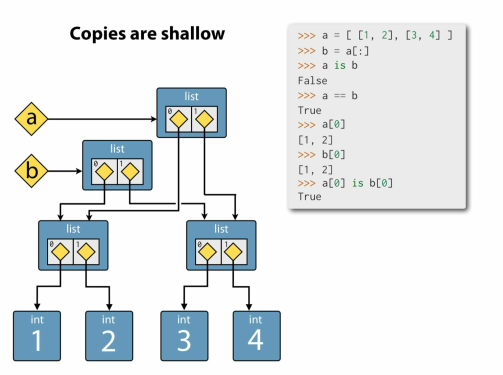 Copies are shallow
>>> a = [ [1, 2], [3, 4] ]
>>> b = a[:]
>>> a is b
False
>>> a == b
True
>>> a[0]
[1, 2]
>>> b[0]
[1, 2]
>>> a[0] is b[0]
True
list
a
0 1
list
b
0 1
list list
0 1 0 1
int int int int
1 2 3 4